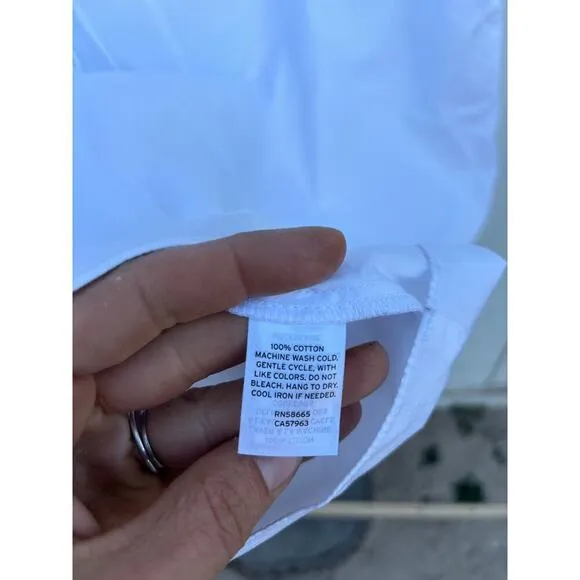 100% COTTON
MACHINE WASH COLD,
GENTLE CYCLE, WITH
LIKE COLORS. DO NOT
BLEACH. HANG TO DRY.
COOL IRON IF NEEDED.
RN58665
CA57963